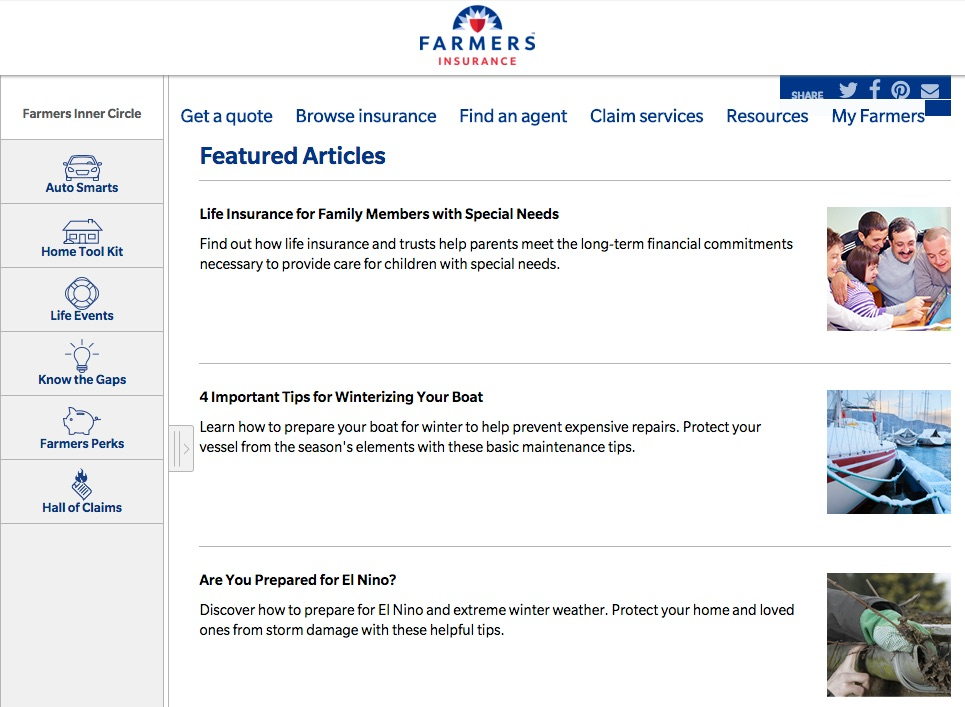 FARMERS
INSURANCE
SHARE
Farmers Inner Circle
Get a quote Browse insurance Find an agent Claim services Resources My Farmers
Featured Articles
Auto Smarts
Home Tool Kit
Life Events
Know the Gaps
Farmers Perks
Hall of Claims
Life Insurance for Family Members with Special Needs
Find out how life insurance and trusts help parents meet the long-term financial commitments
necessary to provide care for children with special needs.
4 Important Tips for Winterizing Your Boat
Learn how to prepare your boat for winter to help prevent expensive repairs. Protect your
vessel from the season's elements with these basic maintenance tips.
Are You Prepared for El Nino?
Discover how to prepare for El Nino and extreme winter weather. Protect your home and loved
ones from storm damage with these helpful tips.